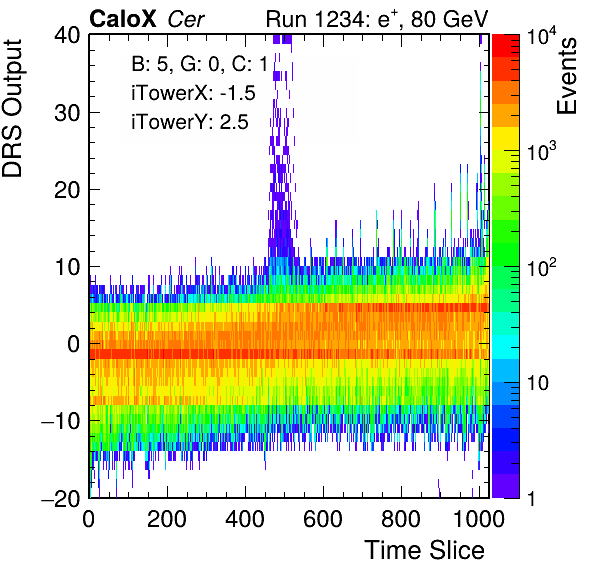 CaloX Cer Run 1234: e+, 80 GeV
DRS Output
Events
B: 5, G: 0, C: 1
iTowerX: -1.5
iTowerY: 2.5
40
30
20
10
0
−10
−20
0 200 400 600 800 1000
Time Slice
10^4
10^3
10^2
10
1